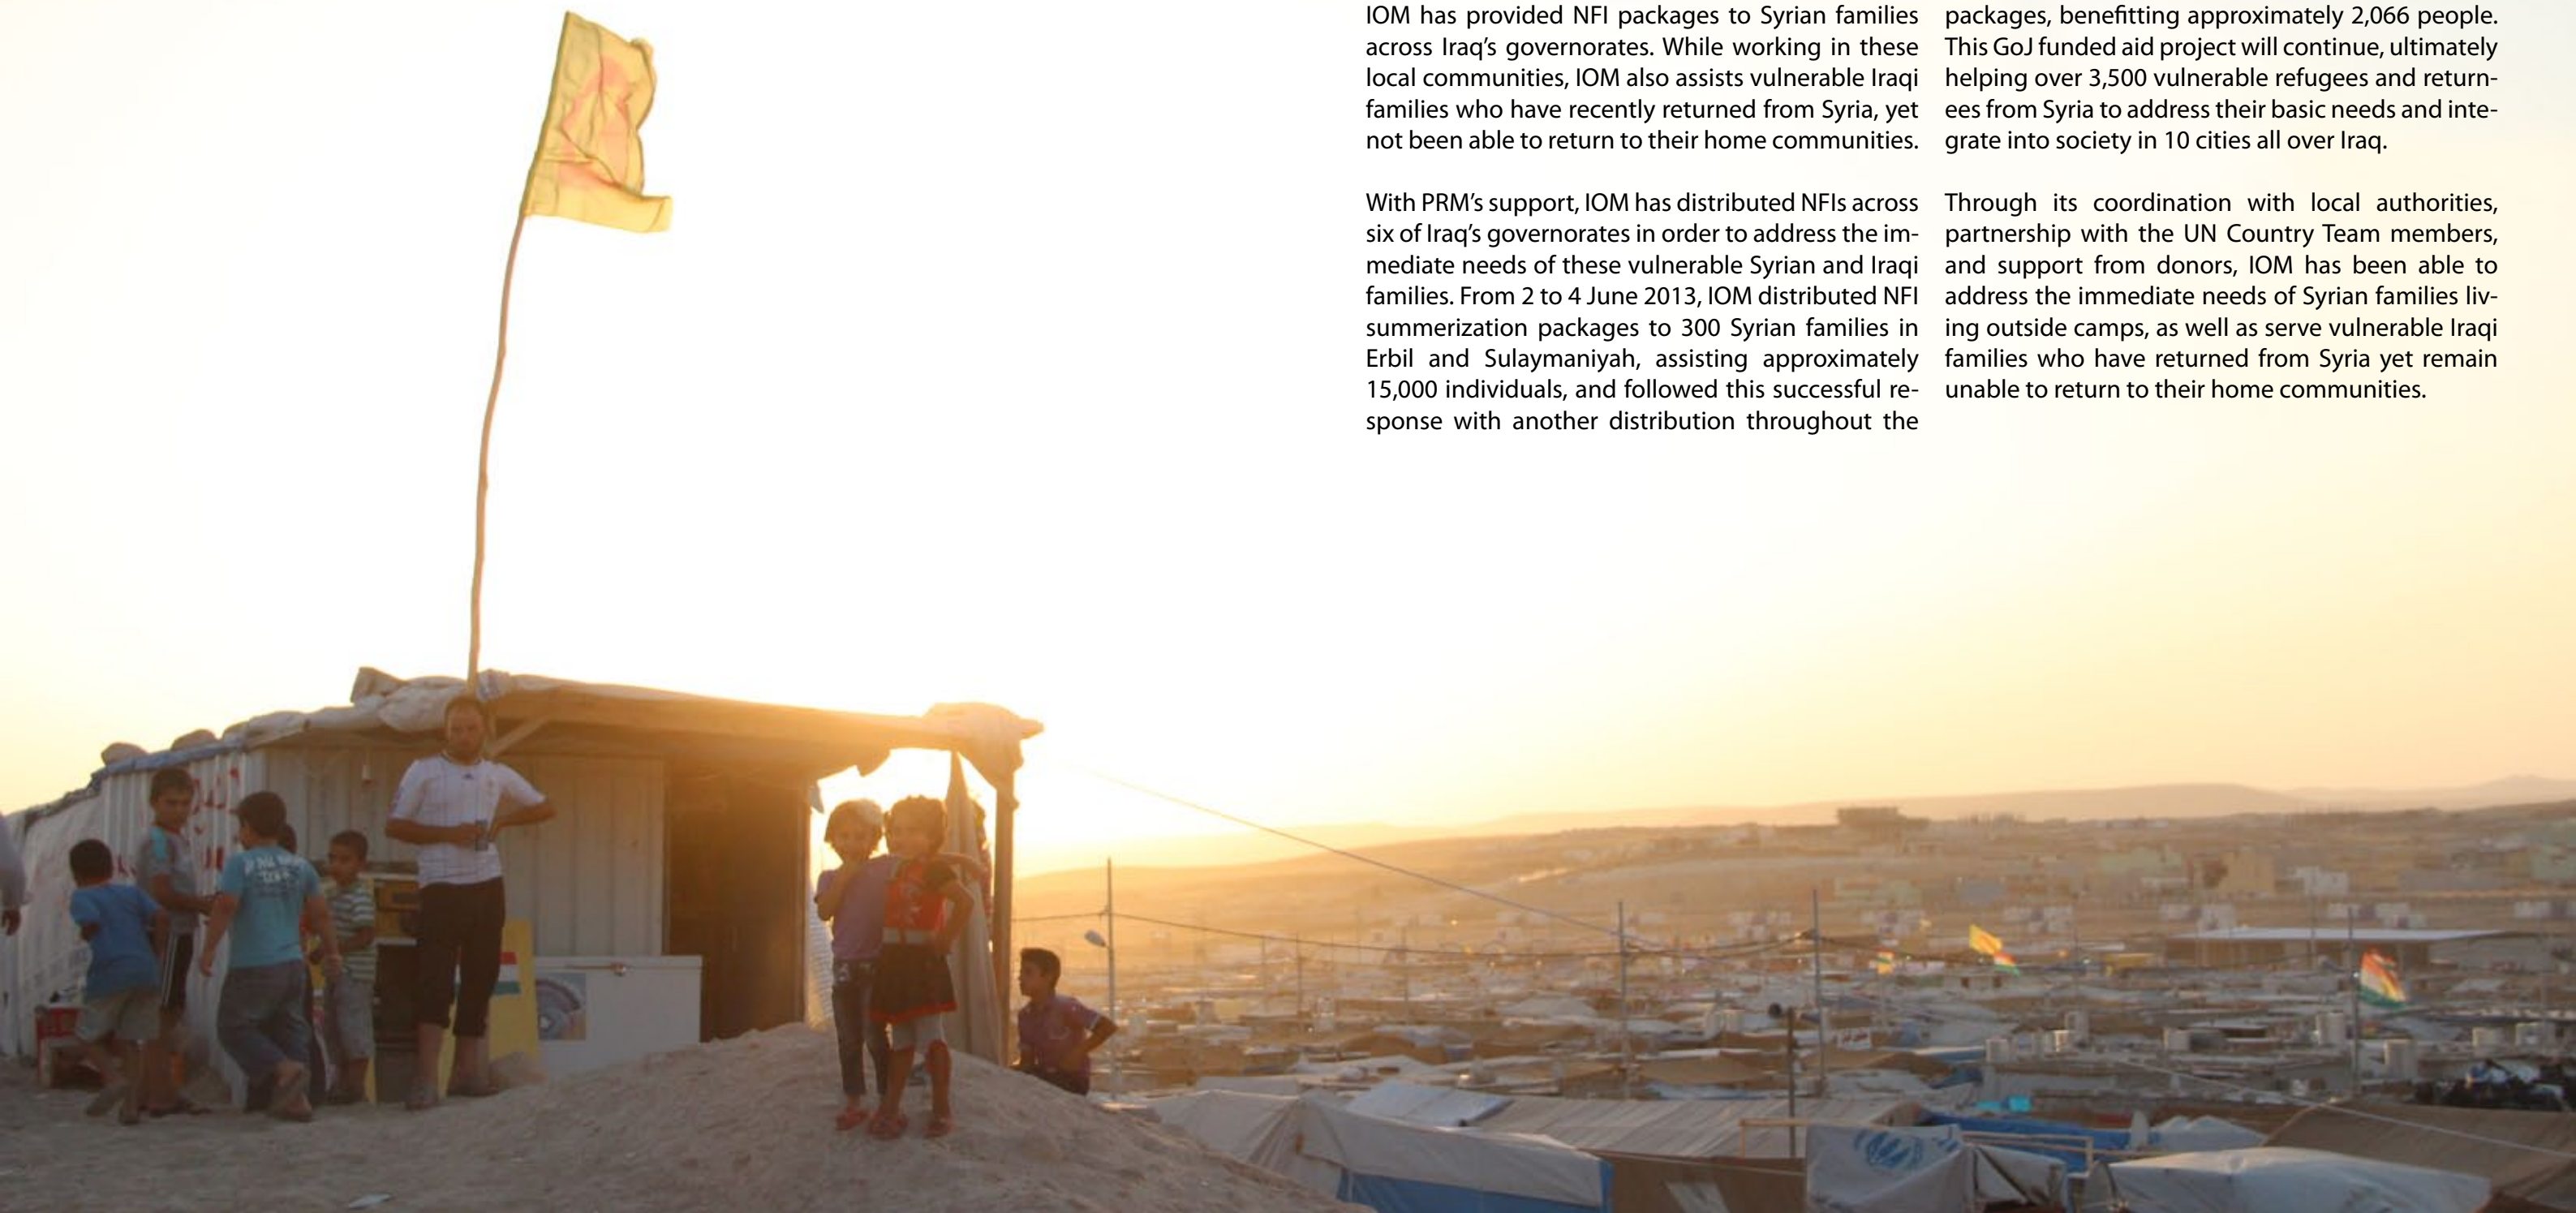 IOM has provided NFI packages to Syrian families
across Iraq’s governorates. While working in these
local communities, IOM also assists vulnerable Iraqi
families who have recently returned from Syria, yet
not been able to return to their home communities.
With PRM’s support, IOM has distributed NFIs across
six of Iraq’s governorates in order to address the im-
mediate needs of these vulnerable Syrian and Iraqi
families. From 2 to 4 June 2013, IOM distributed NFI
summerization packages to 300 Syrian families in
Erbil and Sulaymaniyah, assisting approximately
15,000 individuals, and followed this successful re-
sponse with another distribution throughout the
packages, benefitting approximately 2,066 people.
This GoJ funded aid project will continue, ultimately
helping over 3,500 vulnerable refugees and return-
ees from Syria to address their basic needs and inte-
grate into society in 10 cities all over Iraq.
Through its coordination with local authorities,
partnership with the UN Country Team members,
and support from donors, IOM has been able to
address the immediate needs of Syrian families liv-
ing outside camps, as well as serve vulnerable Iraqi
families who have returned from Syria yet remain
unable to return to their home communities.